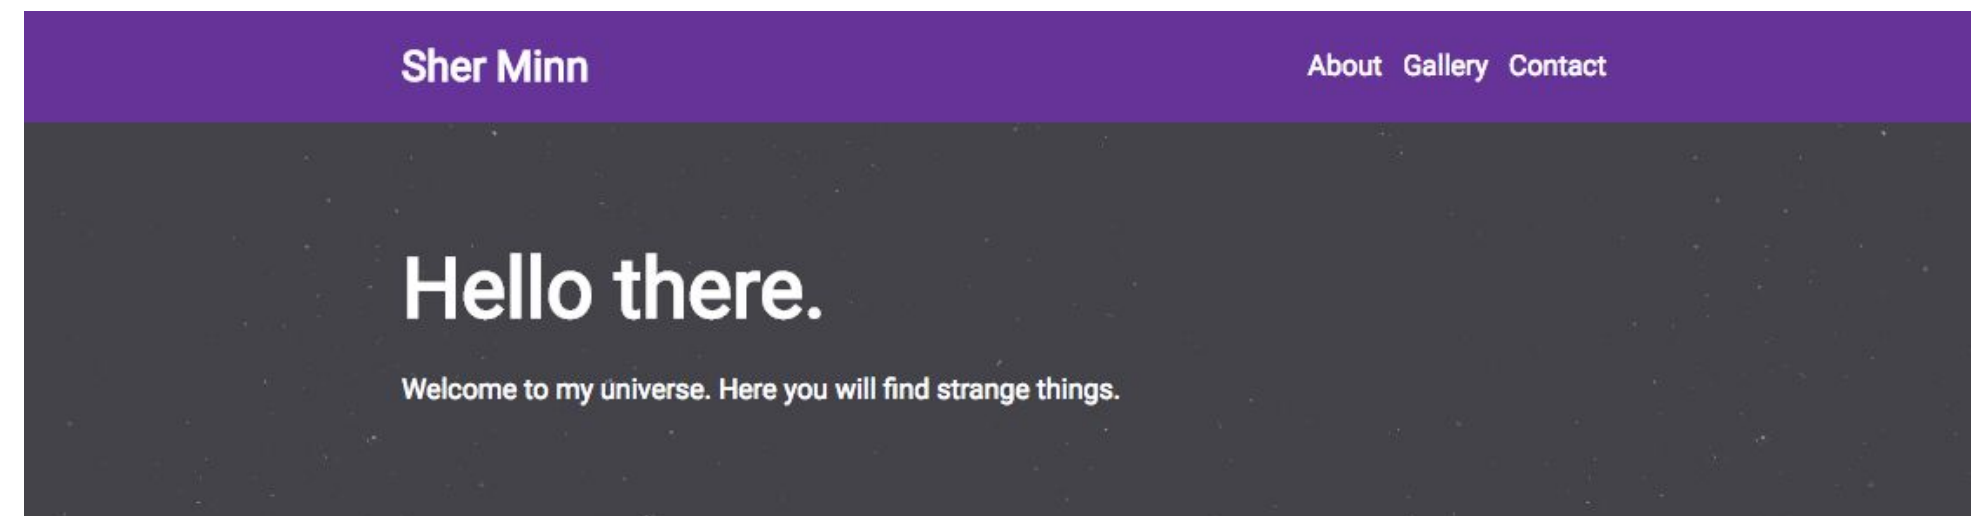 Sher Minn
About Gallery Contact
Hello there.
Welcome to my universe. Here you will find strange things.